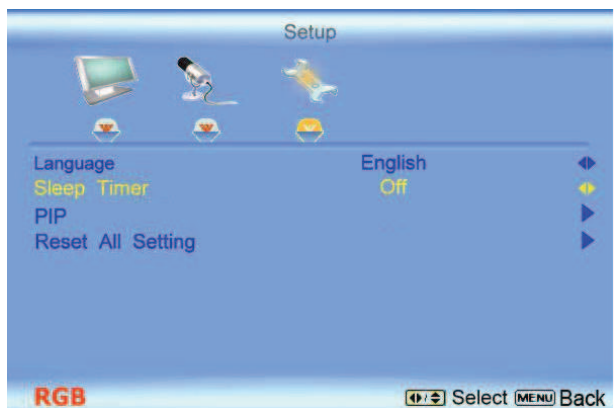 Setup
Language English
Sleep Timer Off
PIP
Reset All Setting
RGB Select MENU Back